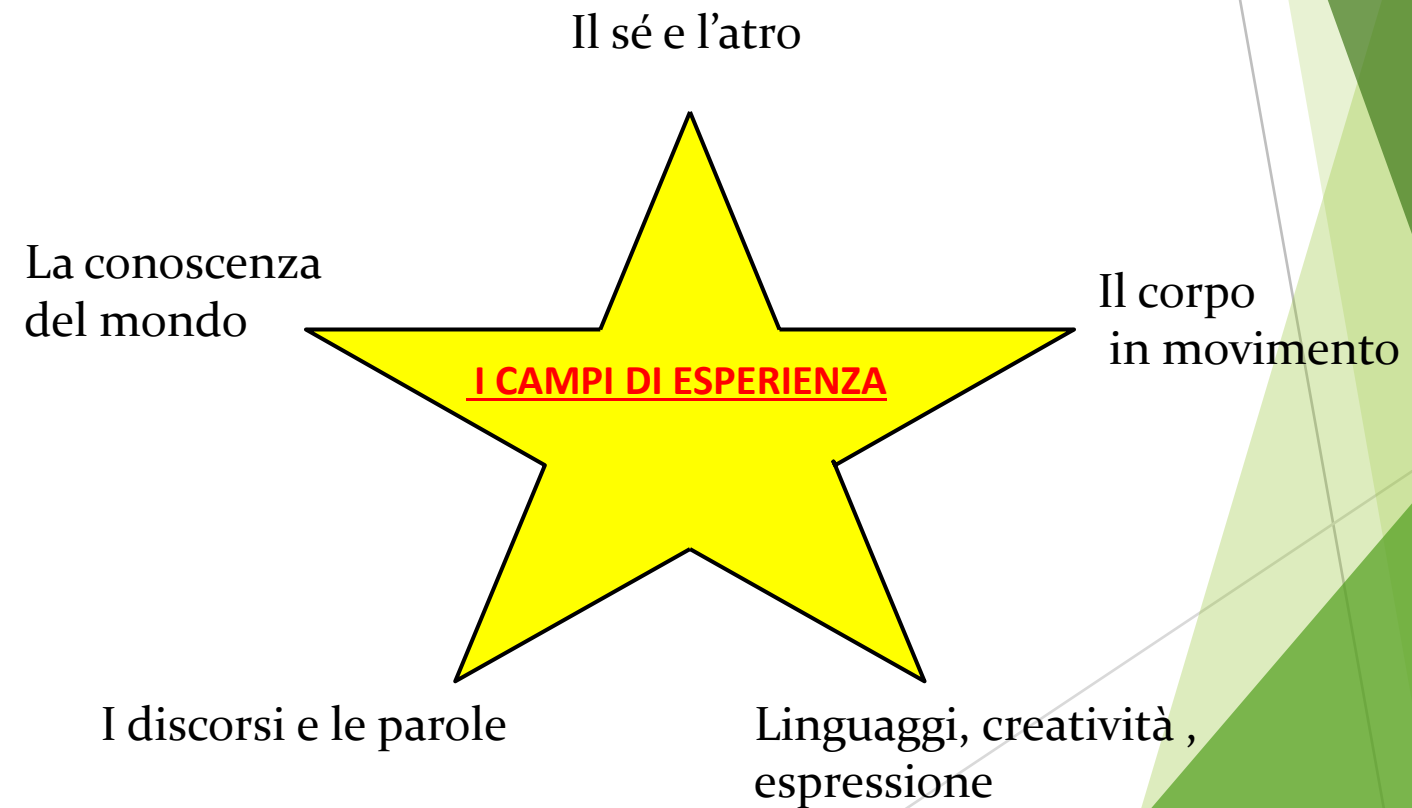 Il sé e l’atro
La conoscenza
del mondo
Il corpo
in movimento
I CAMPI DI ESPERIENZA
I discorsi e le parole
Linguaggi, creatività ,
espressione